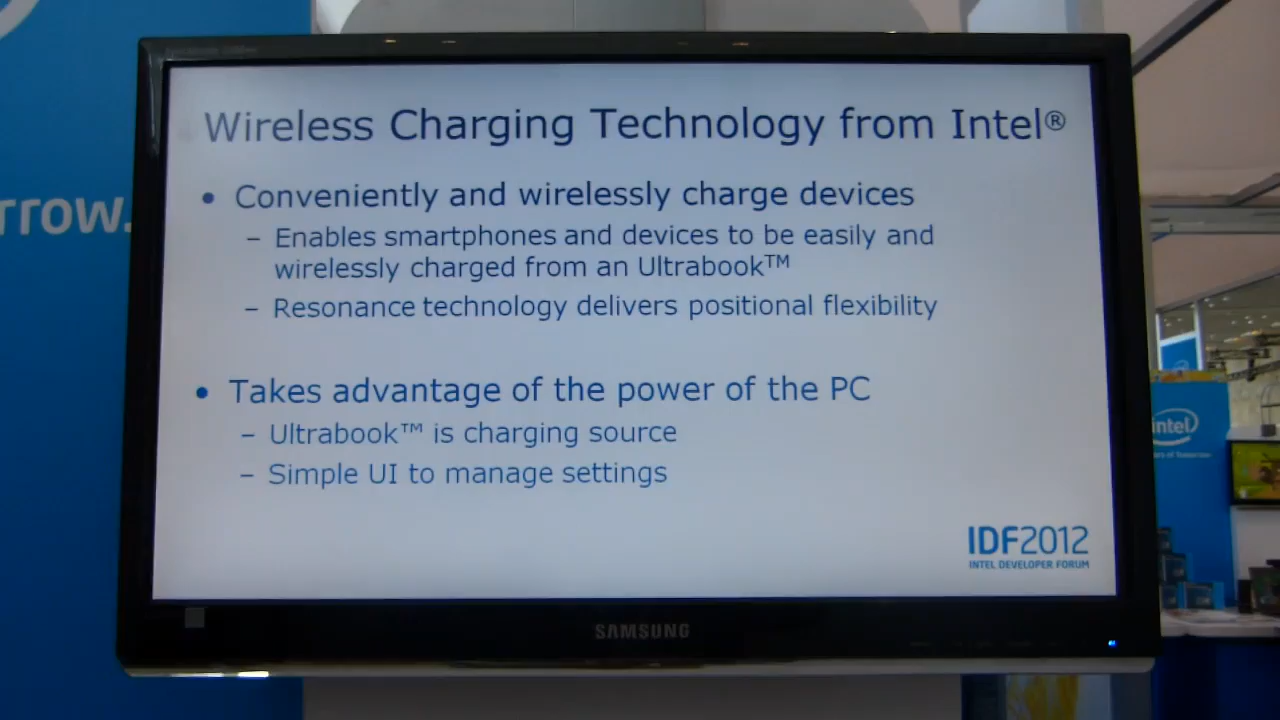 Wireless Charging Technology from Intel®
• Conveniently and wirelessly charge devices
– Enables smartphones and devices to be easily and
wirelessly charged from an Ultrabook™
– Resonance technology delivers positional flexibility
• Takes advantage of the power of the PC
– Ultrabook™ is charging source
– Simple UI to manage settings
IDF2012
INTEL DEVELOPER FORUM
SAMSUNG
rrow.
intel